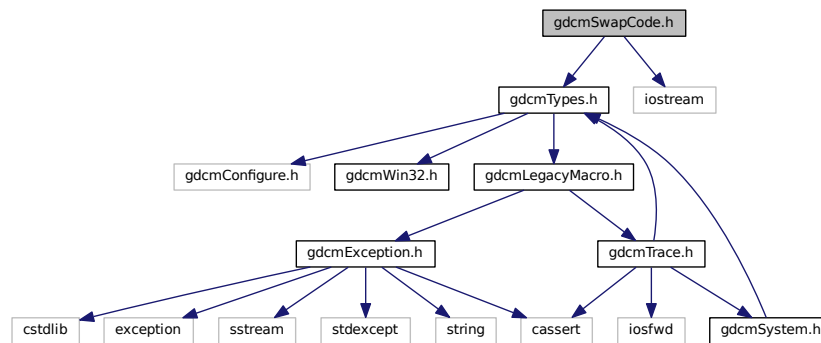 gdcmSwapCode.h
gdcmTypes.h
iostream
gdcmConfigure.h
gdcmWin32.h
gdcmLegacyMacro.h
gdcmException.h
gdcmTrace.h
cstdlib
exception
sstream
stdexcept
string
cassert
iosfwd
gdcmSystem.h